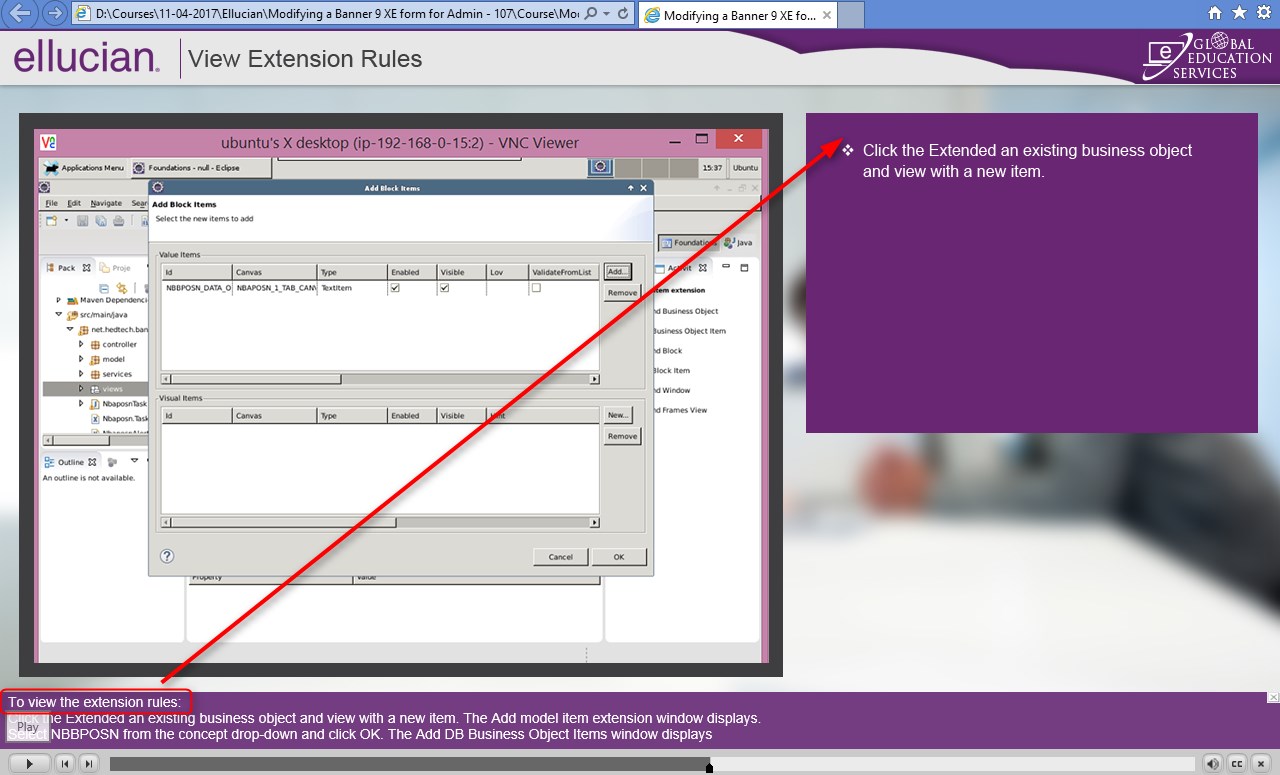 D:\Courses\11-04-2017\Ellucian\Modifying a Banner 9 XE form for Admin - 107\Course\Mo
Modifying a Banner 9 XE fo...
ellucian.
View Extension Rules
e
GLOBAL
EDUCATION
SERVICES
ubuntu's X desktop (ip-192-168-0-15:2) - VNC Viewer
Applications Menu
Foundations - null - Eclipse
15:37
Ubuntu
Add Block Items
File Edit Navigate Sear
Add Block Items
Select the new items to add
Foundations
Java
Value Items
Id Canvas Type Enabled Visible Lov ValidateFromList
Add...
NBBPOSN_DATA_O NBAPOSN_1_TAB_CANV TextItem
Remove
Pack
Proje
Maven Dependenci
src/main/java
net.hedtech.ban
controller
model
services
views
NbaposnTask
Nbaposn.Task
NbaposnAlert
Activit
tem extension
nd Business Object
Business Object Item
nd Block
Block Item
nd Window
nd Frames View
Visual Items
Id Canvas Type Enabled Visible
New...
Remove
Outline
An outline is not available.
?
Cancel
OK
Property
Value
❖ Click the Extended an existing business object
and view with a new item.
To view the extension rules:
Click the Extended an existing business object and view with a new item. The Add model item extension window displays.
Select NBBPOSN from the concept drop-down and click OK. The Add DB Business Object Items window displays
Play
CC